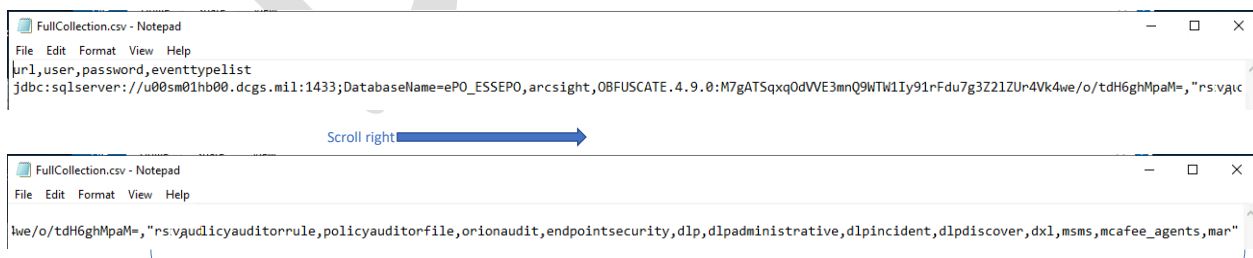 FullCollection.csv - Notepad
File Edit Format View Help
url,user,password,eventtypelist
jdbc:sqlserver://u00sm01hb00.dcgs.mil:1433;DatabaseName=ePO_ESSEPO,arcsight,OBFUSCATE.4.9.0:M7gATSqxqOdVVE3mnQ9WTW1Iy91rFdu7g3Z2lZUr4Vk4we/o/tdH6ghMpaM=,"rs
Scroll right
FullCollection.csv - Notepad
File Edit Format View Help
4we/o/tdH6ghMpaM=,"rs licyauditorrule,policyauditorfile,orionaudit,endpointsecurity,dlp,dlpadministrative,dlpincident,dlpdiscover,dxl,msms,mcafee_agents,mar"